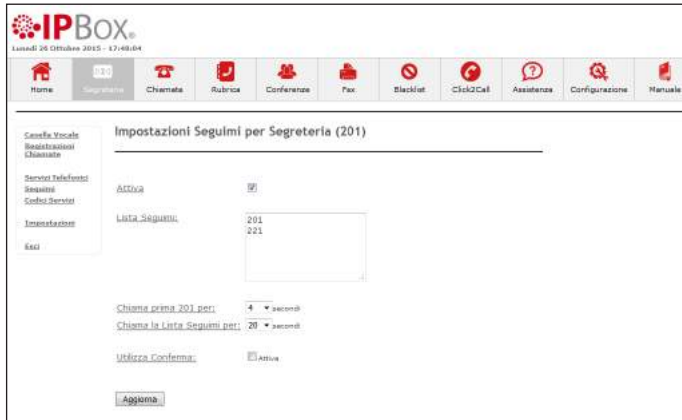 IPBox®
Lunedì 26 Ottobre 2015 - 17:48:04
Home Segreteria Chiamate Rubrica Conferenze Fax Blacklist Click2Call Assistenza Configurazione Manuale
Casella Vocale
Registrazioni
Chiamate
Servizi Telefonici
Seguimi
Codici Servizi
Impostazioni
Esci
Impostazioni Seguimi per Segreteria (201)
Attiva
Lista Seguimi:
201
221
Chiama prima 201 per: 4 secondi
Chiama la Lista Seguimi per: 20 secondi
Utilizza Conferma: Attiva
Aggiorna